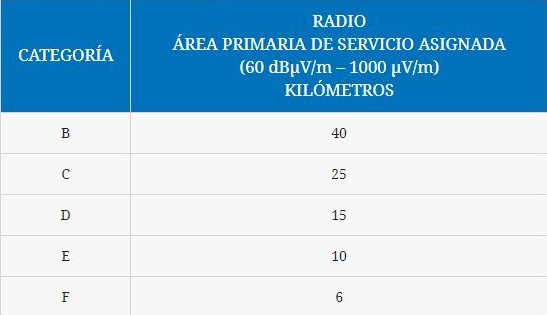 CATEGORÍA
RADIO
ÁREA PRIMARIA DE SERVICIO ASIGNADA
(60 dBµV/m – 1000 µV/m)
KILÓMETROS
B 40
C 25
D 15
E 10
F 6